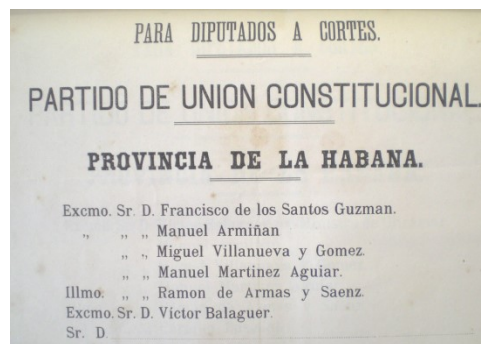 PARA DIPUTADOS A CORTES.
PARTIDO DE UNION CONSTITUCIONAL.
PROVINCIA DE LA HABANA.
Excmo. Sr. D. Francisco de los Santos Guzman.
„ „ „ Manuel Armiñan
„ „ Miguel Villanueva y Gomez.
„ „ Manuel Martinez Aguiar.
Illmo. „ „ Ramon de Armas y Saenz.
Excmo. Sr. D. Victor Balaguer.
Sr. D.